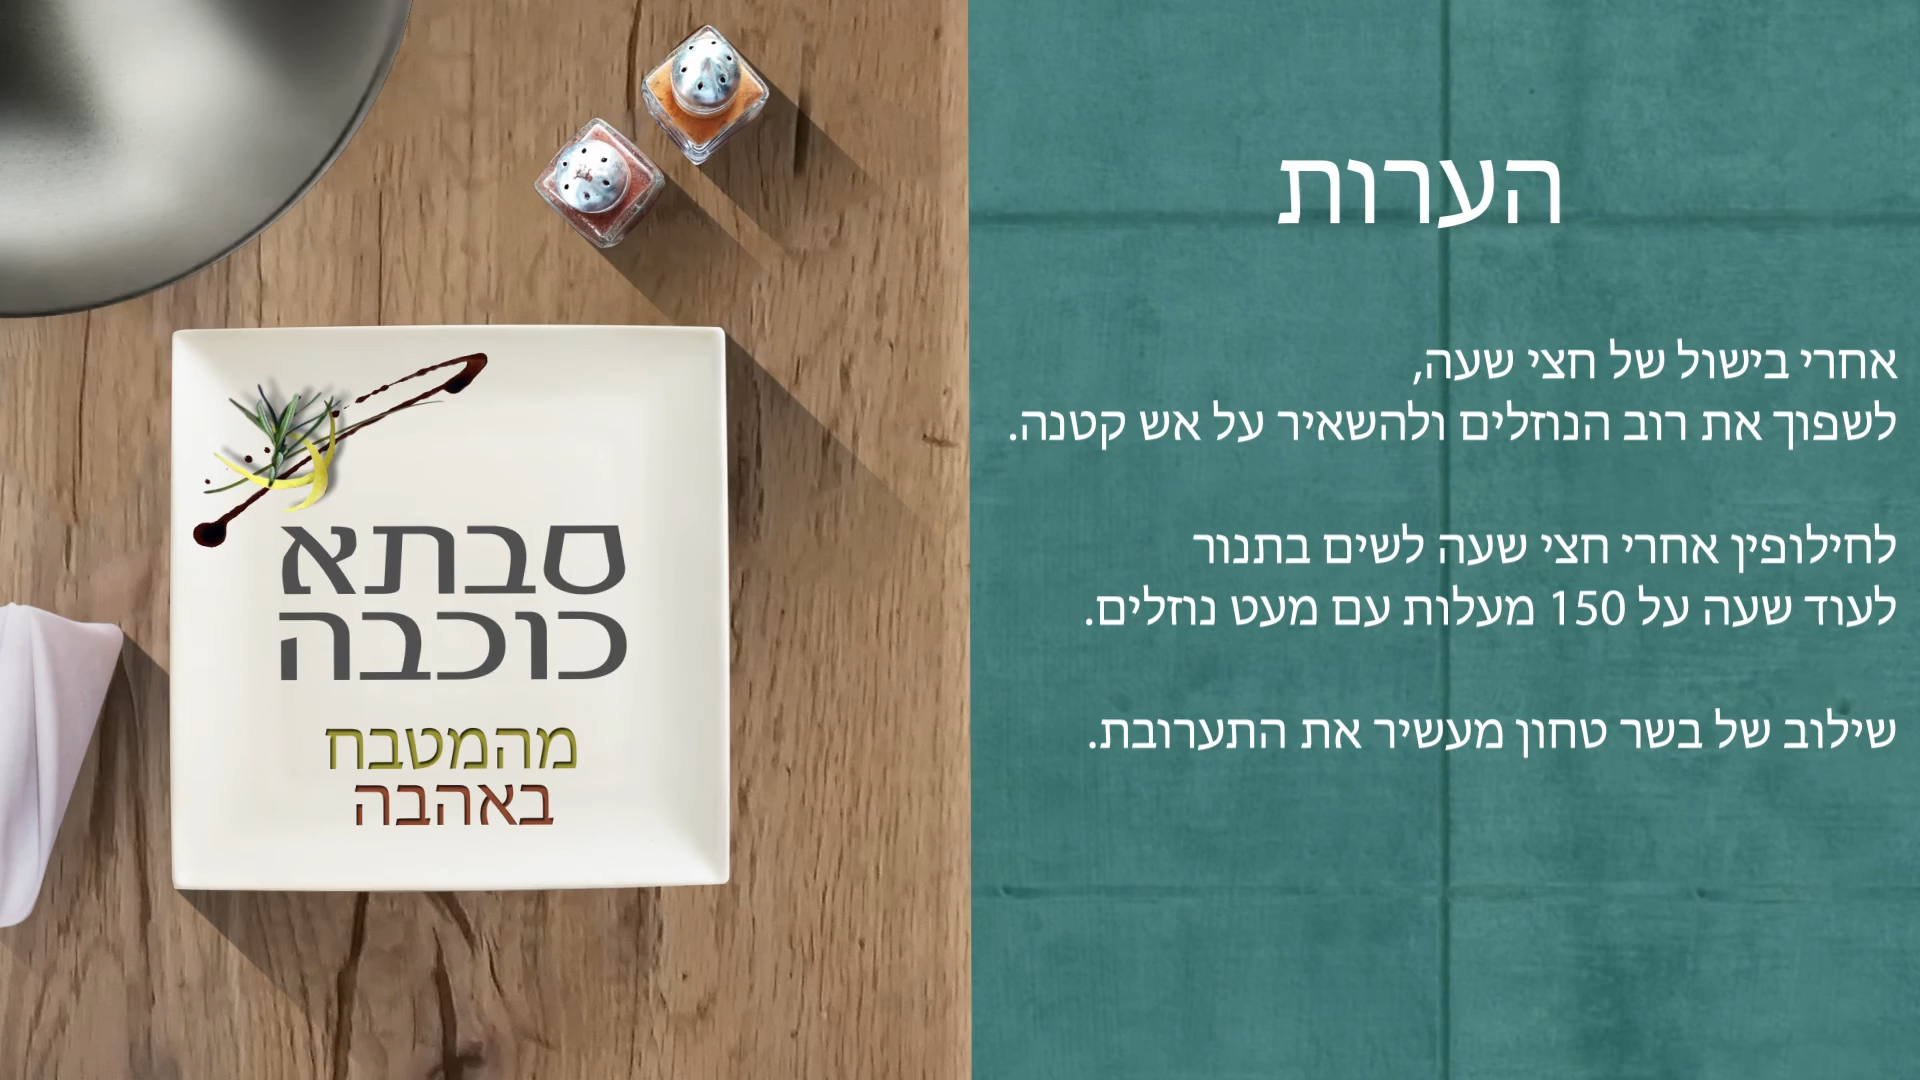 הערות
אחרי בישול של חצי שעה,
לשפוך את רוב הנוזלים ולהשאיר על אש קטנה.
לחילופין אחרי חצי שעה לשים בתנור
לעוד שעה על 150 מעלות עם מעט נוזלים.
שילוב של בשר טחון מעשיר את התערובת.
סבתא
כוכבה
מהמטבח
באהבה